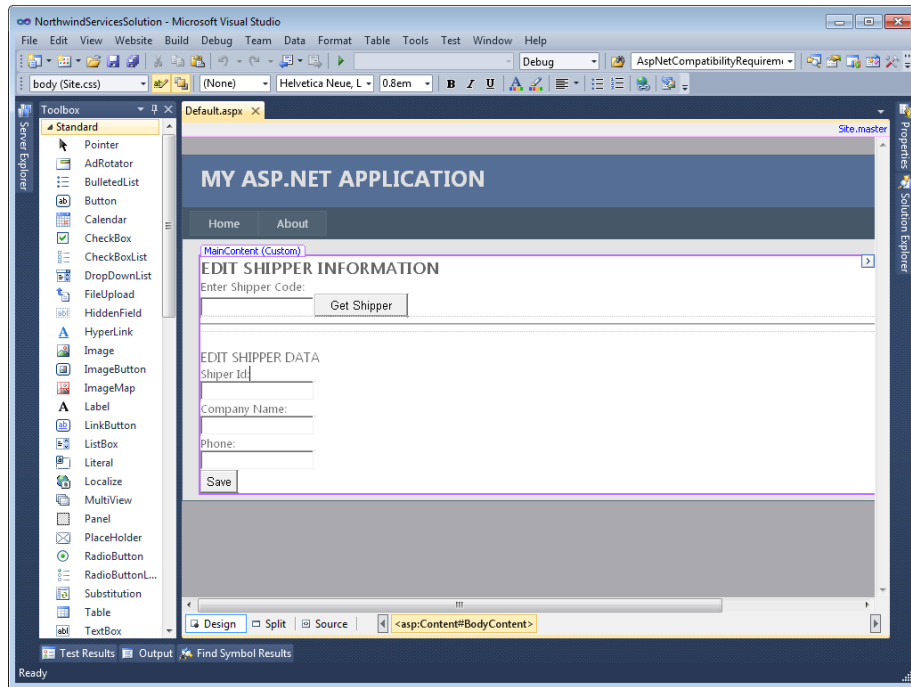 NorthwindServicesSolution - Microsoft Visual Studio
File Edit View Website Build Debug Team Data Format Table Tools Test Window Help
Debug AspNetCompatibilityRequirem
body (Site.css) (None) Helvetica Neue, L 0.8em B I U A
Server Explorer
Toolbox
Standard
Pointer
AdRotator
BulletedList
Button
Calendar
CheckBox
CheckBoxList
DropDownList
FileUpload
HiddenField
HyperLink
Image
ImageButton
ImageMap
Label
LinkButton
ListBox
Literal
Localize
MultiView
Panel
PlaceHolder
RadioButton
RadioButtonL...
Substitution
Table
TextBox
Default.aspx
Site.master
MY ASP.NET APPLICATION
Home About
MainContent (Custom)
EDIT SHIPPER INFORMATION
Enter Shipper Code:
Get Shipper
EDIT SHIPPER DATA
Shiper Id:
Company Name:
Phone:
Save
Design Split Source <asp:Content#BodyContent>
Properties
Solution Explorer
Test Results Output Find Symbol Results
Ready